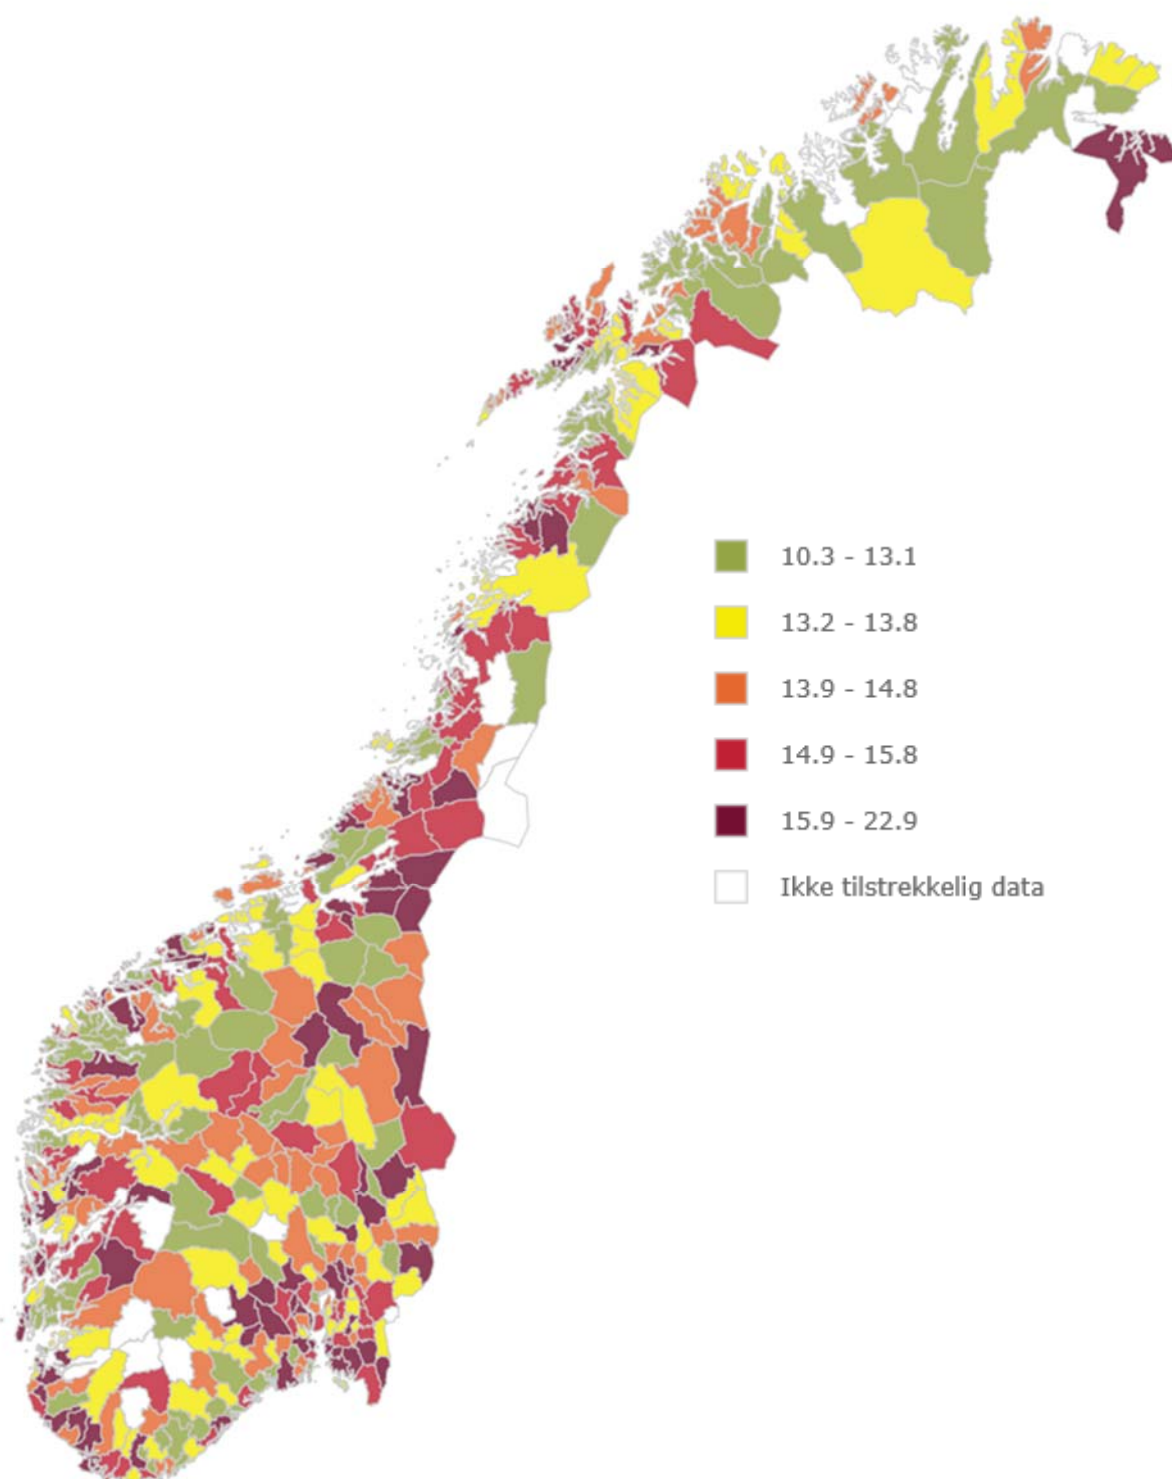 10.3 - 13.1
13.2 - 13.8
13.9 - 14.8
14.9 - 15.8
15.9 - 22.9
Ikke tilstrekkelig data